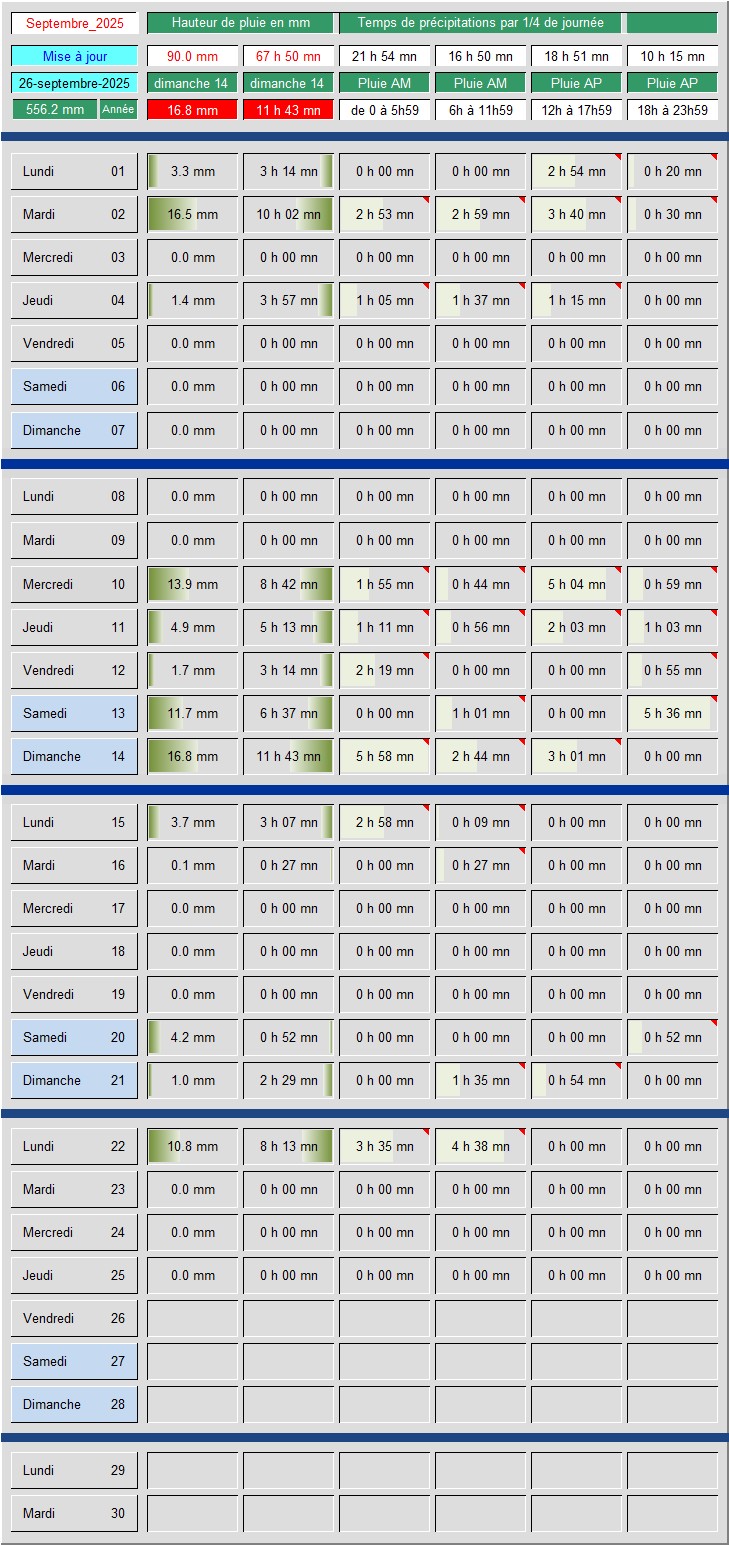 Septembre_2025 Hauteur de pluie en mm Temps de précipitations par 1/4 de journée
Mise à jour 90.0 mm 67 h 50 mn 21 h 54 mn 16 h 50 mn 18 h 51 mn 10 h 15 mn
26-septembre-2025 dimanche 14 dimanche 14 Pluie AM Pluie AM Pluie AP Pluie AP
556.2 mm Année 16.8 mm 11 h 43 mn de 0 à 5h59 6h à 11h59 12h à 17h59 18h à 23h59
Lundi 01 3.3 mm 3 h 14 mn 0 h 00 mn 0 h 00 mn 2 h 54 mn 0 h 20 mn
Mardi 02 16.5 mm 10 h 02 mn 2 h 53 mn 2 h 59 mn 3 h 40 mn 0 h 30 mn
Mercredi 03 0.0 mm 0 h 00 mn 0 h 00 mn 0 h 00 mn 0 h 00 mn 0 h 00 mn
Jeudi 04 1.4 mm 3 h 57 mn 1 h 05 mn 1 h 37 mn 1 h 15 mn 0 h 00 mn
Vendredi 05 0.0 mm 0 h 00 mn 0 h 00 mn 0 h 00 mn 0 h 00 mn 0 h 00 mn
Samedi 06 0.0 mm 0 h 00 mn 0 h 00 mn 0 h 00 mn 0 h 00 mn 0 h 00 mn
Dimanche 07 0.0 mm 0 h 00 mn 0 h 00 mn 0 h 00 mn 0 h 00 mn 0 h 00 mn
Lundi 08 0.0 mm 0 h 00 mn 0 h 00 mn 0 h 00 mn 0 h 00 mn 0 h 00 mn
Mardi 09 0.0 mm 0 h 00 mn 0 h 00 mn 0 h 00 mn 0 h 00 mn 0 h 00 mn
Mercredi 10 13.9 mm 8 h 42 mn 1 h 55 mn 0 h 44 mn 5 h 04 mn 0 h 59 mn
Jeudi 11 4.9 mm 5 h 13 mn 1 h 11 mn 0 h 56 mn 2 h 03 mn 1 h 03 mn
Vendredi 12 1.7 mm 3 h 14 mn 2 h 19 mn 0 h 00 mn 0 h 00 mn 0 h 55 mn
Samedi 13 11.7 mm 6 h 37 mn 0 h 00 mn 1 h 01 mn 0 h 00 mn 5 h 36 mn
Dimanche 14 16.8 mm 11 h 43 mn 5 h 58 mn 2 h 44 mn 3 h 01 mn 0 h 00 mn
Lundi 15 3.7 mm 3 h 07 mn 2 h 58 mn 0 h 09 mn 0 h 00 mn 0 h 00 mn
Mardi 16 0.1 mm 0 h 27 mn 0 h 00 mn 0 h 27 mn 0 h 00 mn 0 h 00 mn
Mercredi 17 0.0 mm 0 h 00 mn 0 h 00 mn 0 h 00 mn 0 h 00 mn 0 h 00 mn
Jeudi 18 0.0 mm 0 h 00 mn 0 h 00 mn 0 h 00 mn 0 h 00 mn 0 h 00 mn
Vendredi 19 0.0 mm 0 h 00 mn 0 h 00 mn 0 h 00 mn 0 h 00 mn 0 h 00 mn
Samedi 20 4.2 mm 0 h 52 mn 0 h 00 mn 0 h 00 mn 0 h 00 mn 0 h 52 mn
Dimanche 21 1.0 mm 2 h 29 mn 0 h 00 mn 1 h 35 mn 0 h 54 mn 0 h 00 mn
Lundi 22 10.8 mm 8 h 13 mn 3 h 35 mn 4 h 38 mn 0 h 00 mn 0 h 00 mn
Mardi 23 0.0 mm 0 h 00 mn 0 h 00 mn 0 h 00 mn 0 h 00 mn 0 h 00 mn
Mercredi 24 0.0 mm 0 h 00 mn 0 h 00 mn 0 h 00 mn 0 h 00 mn 0 h 00 mn
Jeudi 25 0.0 mm 0 h 00 mn 0 h 00 mn 0 h 00 mn 0 h 00 mn 0 h 00 mn
Vendredi 26
Samedi 27
Dimanche 28
Lundi 29
Mardi 30